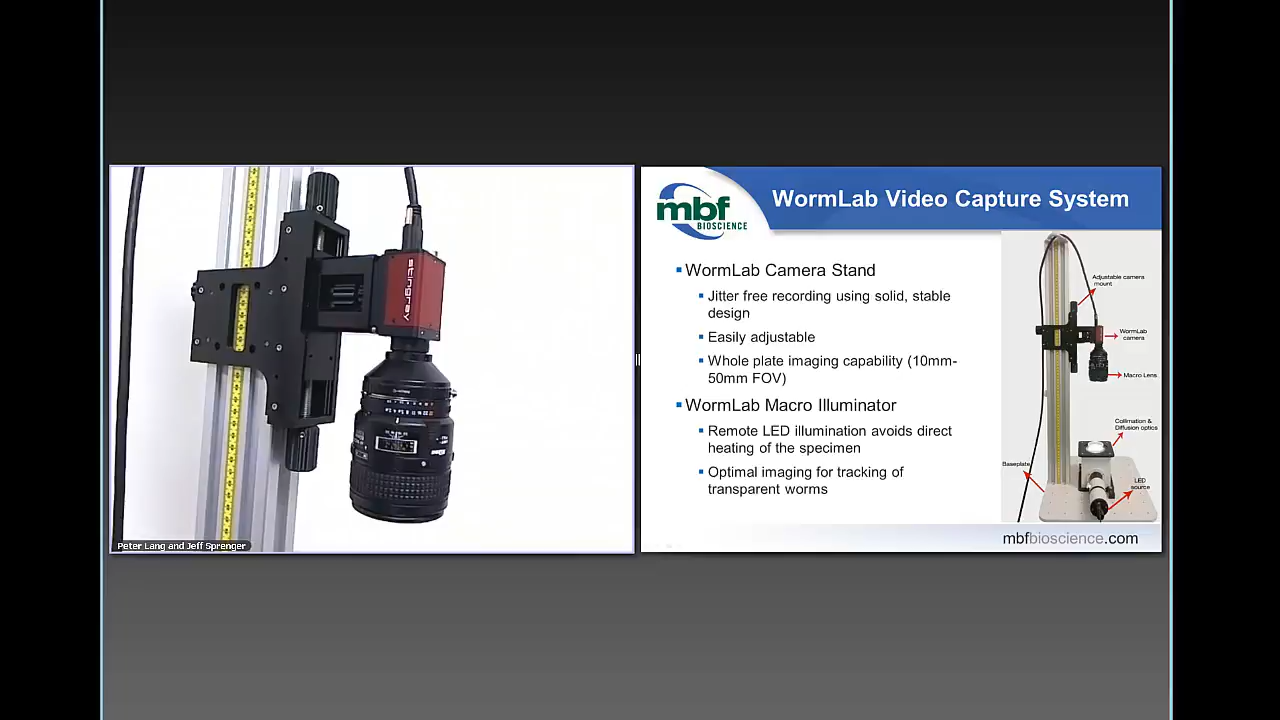 stingray
Peter Lang and Jeff Sprenger
mbf
BIOSCIENCE
WormLab Video Capture System
WormLab Camera Stand
Jitter free recording using solid, stable
design
Easily adjustable
Whole plate imaging capability (10mm-
50mm FOV)
WormLab Macro Illuminator
Remote LED illumination avoids direct
heating of the specimen
Optimal imaging for tracking of
transparent worms
Adjustable camera
mount
WormLab
camera
Macro Lens
Collimation &
Diffusion optics
Baseplate
LED
source
mbfbioscience.com